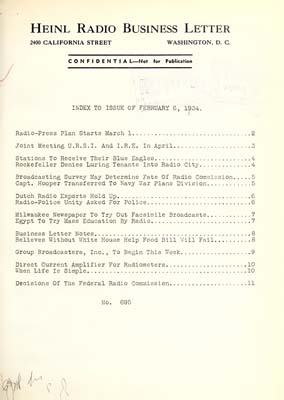 HEINL RADIO BUSINESS LETTER
2400 CALIFORNIA STREET WASHINGTON, D. C.
CONFIDENTIAL—Not for Publication
INDEX TO ISSUE OF FEBRUARY 6, 1934.
Radio-Press Plan Starts March 1...2
Joint Meeting U.R.S.I. And I.R.E. In April...3
Stations To Receive Their Blue Eagles...4
Rockefeller Denies Luring Tenants Into Radio City...4
Broadcasting Survey May Determine Fate Of Radio Commission...5
Capt. Hooper Transferred To Navy War Plans Division...5
Dutch Radio Experts Hold Up...6
Radio-Police Unity Asked For Police...6
Milwaukee Newspaper To Try Out Facsimile Broadcasts...7
Egypt To Try Mass Education By Radio...7
Business Letter Notes...8
Believes Without White House Help Food Bill Will Fail...8
Group Broadcasters, Inc., To Begin This Week...9
Direct Current Amplifier For Radiometers...10
When Life Is Simple...10
Decisions Of The Federal Radio Commission...11
No. 695